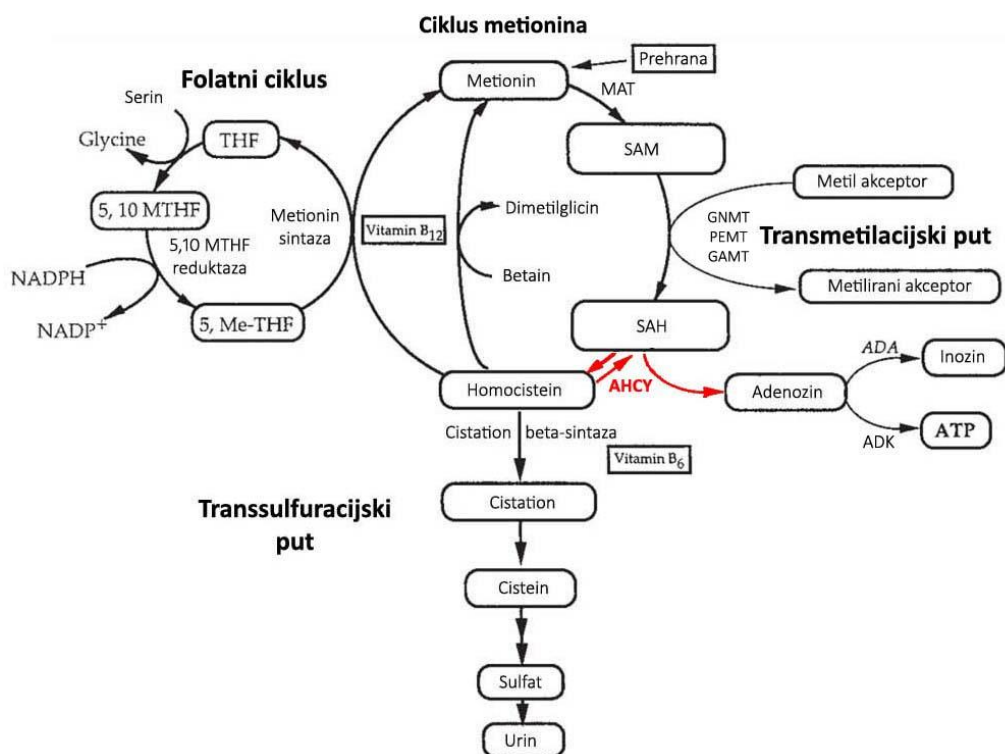 Ciklus metionina
Folatni ciklus
Serin
Glycine
THF
5, 10 MTHF
5,10 MTHF
reduktaza
NADPH
NADP+
5, Me-THF
Metionin
sintaza
Vitamin B12
Metionin
Prehrana
MAT
SAM
Dimetilglicin
Betain
Metil akceptor
GNMT
PEMT
GAMT
Transmetilacijski put
Metilirani akceptor
SAH
AHCY
Homocistein
Adenozin
ADA
Inozin
ADK
ATP
Cistation beta-sintaza
Vitamin B6
Transsulfuracijski
put
Cistation
Cistein
Sulfat
Urin